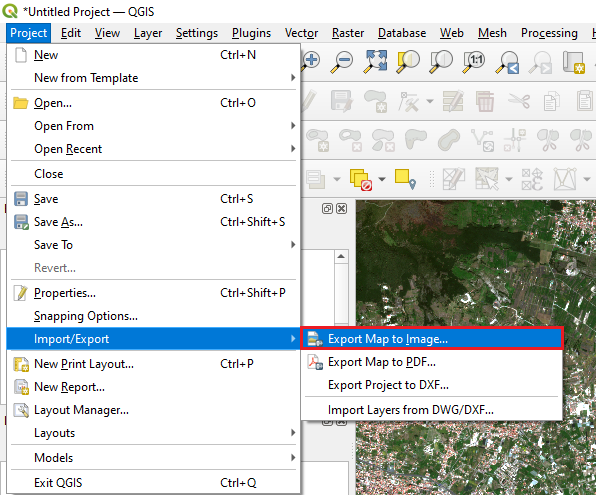 *Untitled Project — QGIS
Project Edit View Layer Settings Plugins Vector Raster Database Web Mesh Processing
New Ctrl+N
New from Template
Open... Ctrl+O
Open From
Open Recent
Close
Save Ctrl+S
Save As... Ctrl+Shift+S
Save To
Revert...
Properties... Ctrl+Shift+P
Snapping Options...
Import/Export
Export Map to Image...
New Print Layout... Ctrl+P
Export Map to PDF...
New Report...
Export Project to DXF...
Layout Manager...
Import Layers from DWG/DXF...
Layouts
Models
Exit QGIS Ctrl+Q
1:1